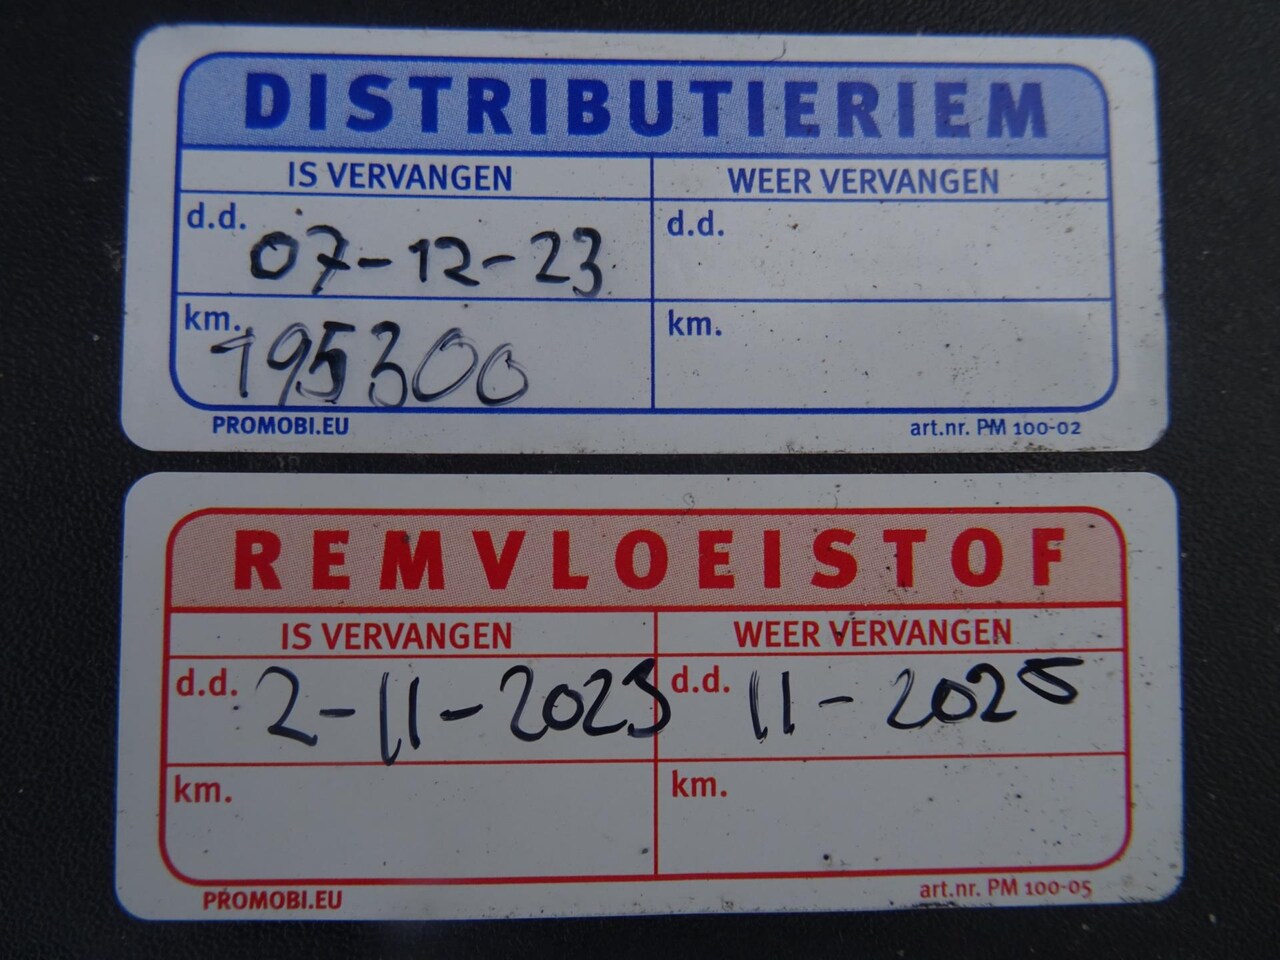 DISTRIBUTIERIEM
IS VERVANGEN WEER VERVANGEN
d.d. 07-12-23 d.d.
km. 195300 km.
PROMOBI.EU art.nr. PM 100-02
REMVLOEISTOF
IS VERVANGEN WEER VERVANGEN
d.d. 2-11-2023 d.d. 11-2025
km. km.
PROMOBI.EU art.nr. PM 100-05